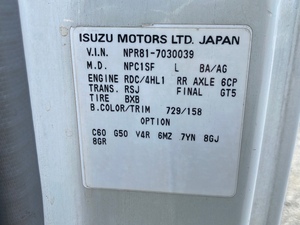 ISUZU MOTORS LTD. JAPAN
V.I.N. NPR81-7030039
M.D. NPC1SF L BA/AG
ENGINE RDC/4HL1 RR AXLE 6CP
TRANS. RSJ FINAL GT5
TIRE BXB
B.COLOR/TRIM 729/158
OPTION
C60 G50 V4R 6MZ 7YN 8GJ
8GR